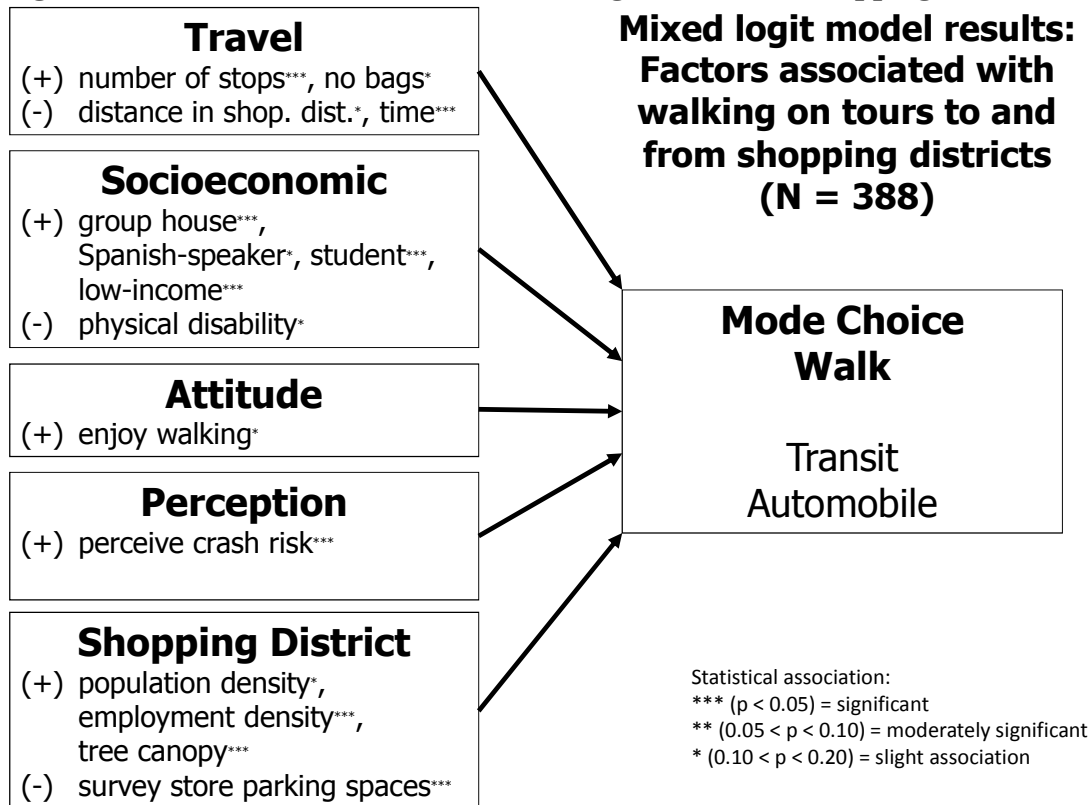 Mixed logit model results:
Factors associated with
walking on tours to and
from shopping districts
(N = 388)
Travel
(+) number of stops***, no bags*
(-) distance in shop. dist.*, time***
Socioeconomic
(+) group house***,
Spanish-speaker*, student***,
low-income***
(-) physical disability*
Attitude
(+) enjoy walking*
Perception
(+) perceive crash risk***
Shopping District
(+) population density*,
employment density***,
tree canopy***
(-) survey store parking spaces***
Mode Choice
Walk
Transit
Automobile
Statistical association:
*** (p < 0.05) = significant
** (0.05 < p < 0.10) = moderately significant
* (0.10 < p < 0.20) = slight association